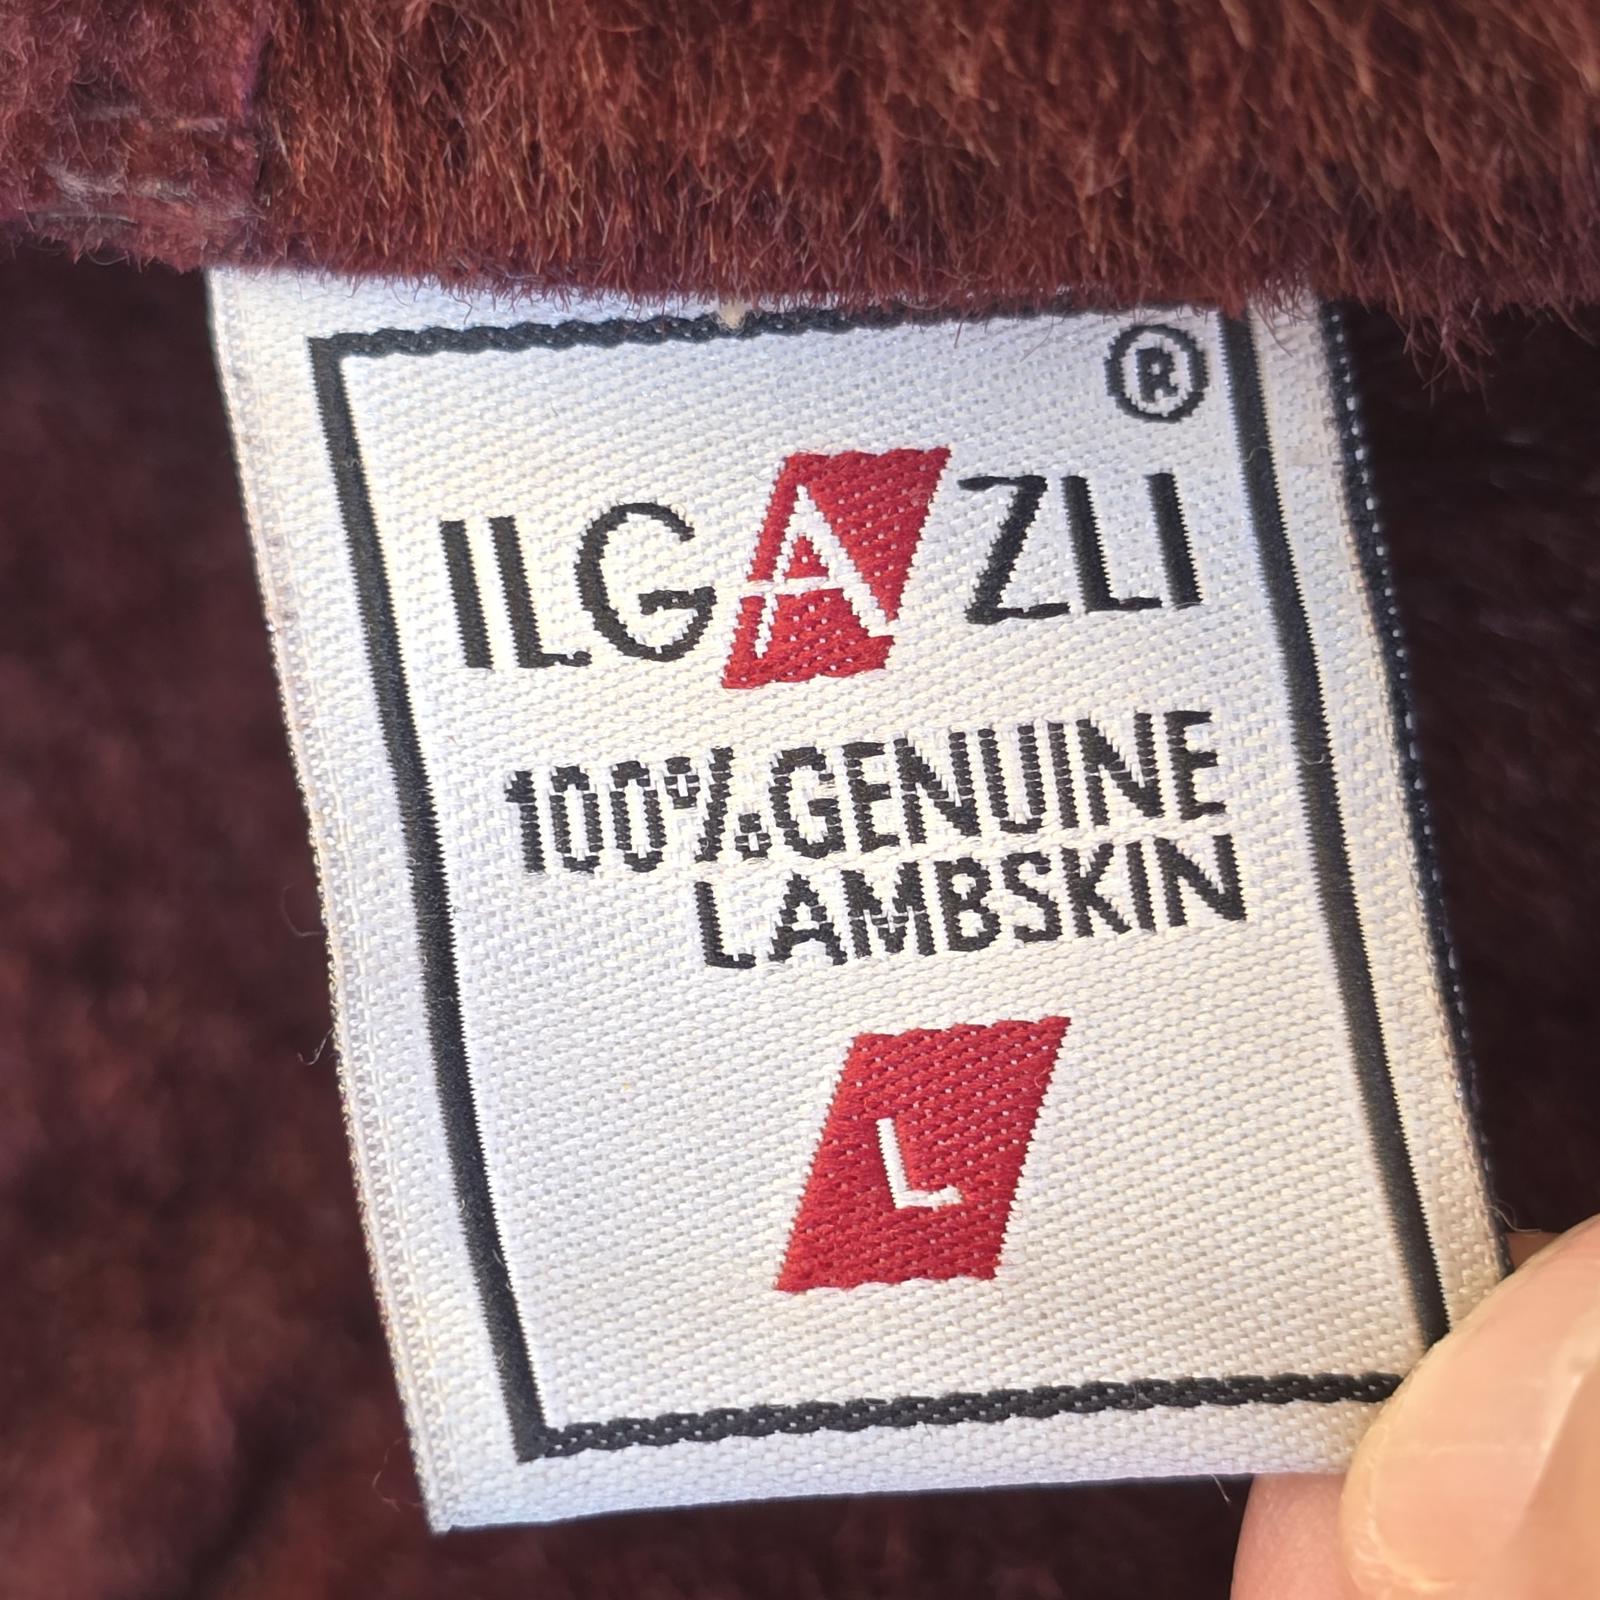 ®
ILGAZLI
100%GENUINE
LAMBSKIN
L